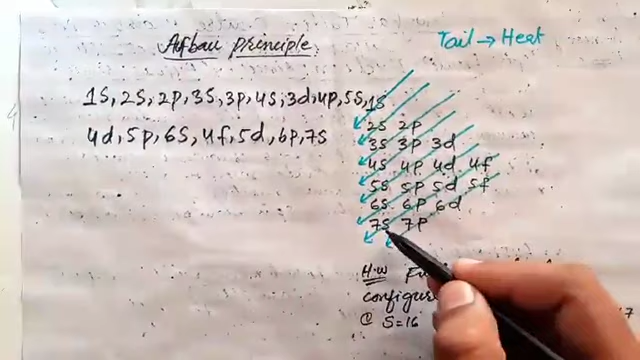 Aufbau principle
Tail → Heat
1S, 2S, 2p, 3S, 3p, 4S, 3d, 4p, 5S,
4d, 5p, 6S, 4f, 5d, 6p, 7S
1S
2S 2p
3S 3p 3d
4S 4p 4d 4f
5S 5p 5d 5f
6S 6p 6d
7S 7p
H.W
configur
@ S=16
7